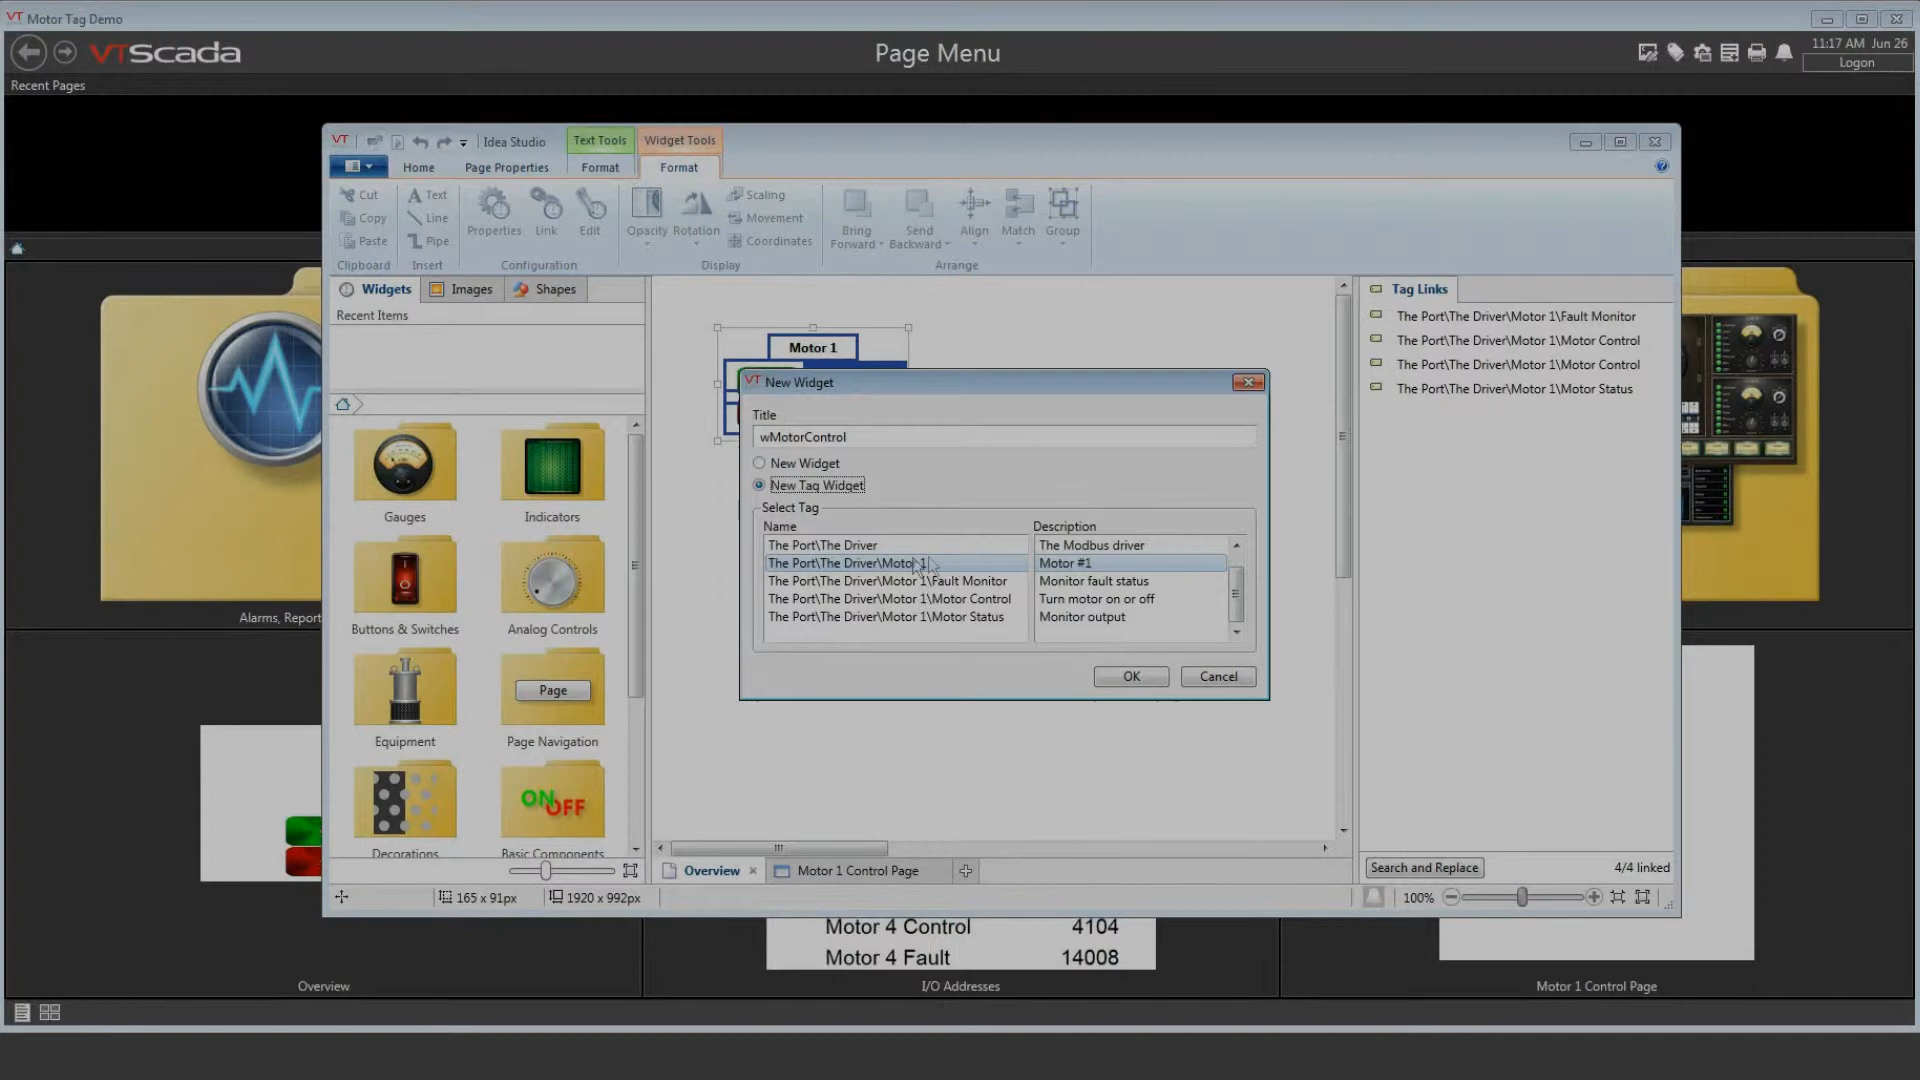 VT Motor Tag Demo
VTScada
Page Menu
11:17 AM Jun 26
Logon
Recent Pages
VT
Idea Studio
Text Tools
Widget Tools
Home
Page Properties
Format
Format
Cut
Copy
Paste
Clipboard
Text
Line
Pipe
Insert
Properties
Link
Edit
Configuration
Opacity
Rotation
Scaling
Movement
Coordinates
Display
Bring Forward
Send Backward
Align
Match
Group
Arrange
Widgets
Images
Shapes
Recent Items
Gauges
Indicators
Buttons & Switches
Analog Controls
Equipment
Page
Page Navigation
Decorations
ON OFF
Basic Components
Motor 1
VT New Widget
Title
wMotorControl
New Widget
New Tag Widget
Select Tag
Name
Description
The Port\The Driver
The Modbus driver
The Port\The Driver\Motor 1
Motor #1
The Port\The Driver\Motor 1\Fault Monitor
Monitor fault status
The Port\The Driver\Motor 1\Motor Control
Turn motor on or off
The Port\The Driver\Motor 1\Motor Status
Monitor output
OK
Cancel
Tag Links
The Port\The Driver\Motor 1\Fault Monitor
The Port\The Driver\Motor 1\Motor Control
The Port\The Driver\Motor 1\Motor Control
The Port\The Driver\Motor 1\Motor Status
Overview
Motor 1 Control Page
Search and Replace
4/4 linked
165 x 91px
1920 x 992px
100%
Alarms, Report
Motor 4 Control 4104
Motor 4 Fault 14008
Overview
I/O Addresses
Motor 1 Control Page